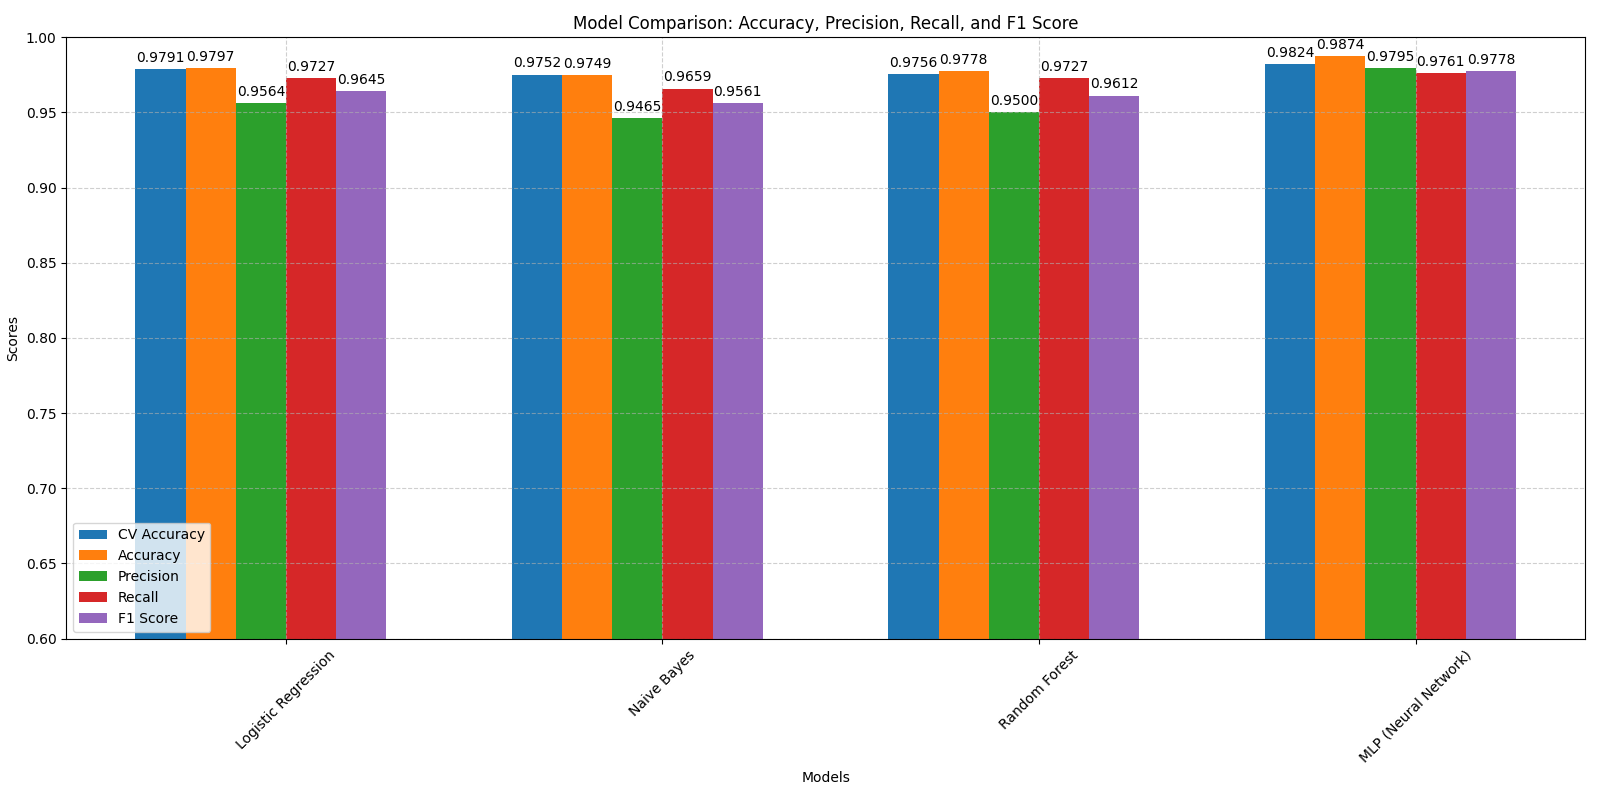 Model Comparison: Accuracy, Precision, Recall, and F1 Score
1.00
0.95
0.90
0.85
0.80
0.75
0.70
0.65
0.60
Scores
0.9791
0.9797
0.9564
0.9727
0.9645
0.9752
0.9749
0.9465
0.9659
0.9561
0.9756
0.9778
0.9500
0.9727
0.9612
0.9824
0.9874
0.9795
0.9761
0.9778
CV Accuracy
Accuracy
Precision
Recall
F1 Score
Logistic Regression
Naive Bayes
Random Forest
MLP (Neural Network)
Models